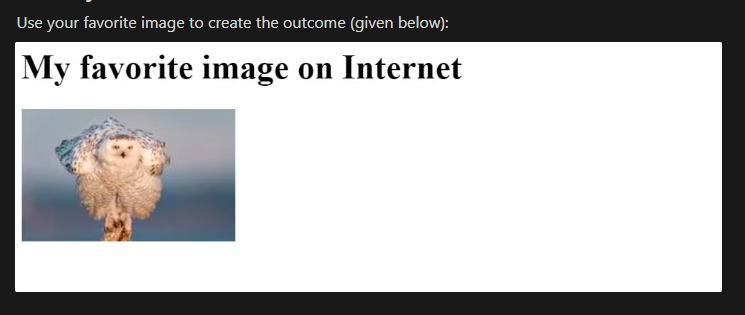 Use your favorite image to create the outcome (given below):
My favorite image on Internet